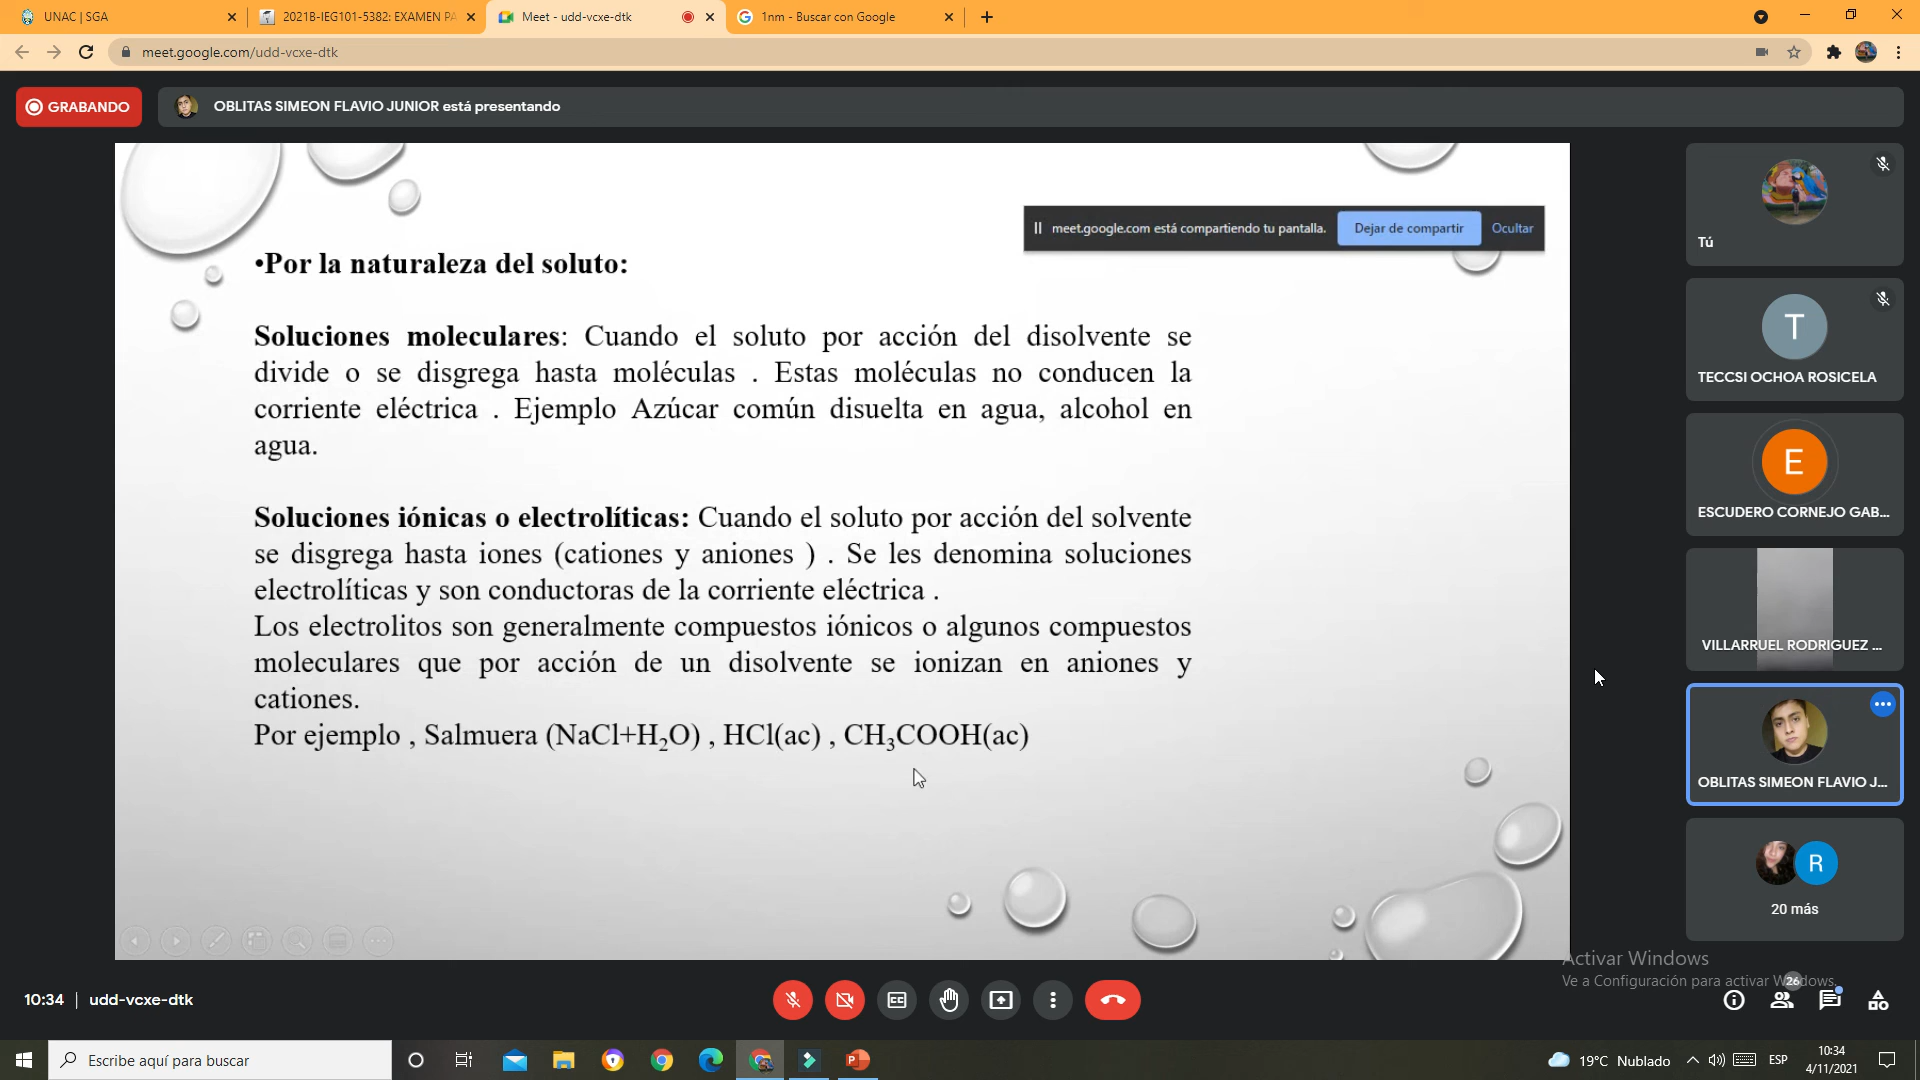 UNAC | SGA
2021B-IEG101-5382: EXAMEN PA
Meet - udd-vcxe-dtk
1nm - Buscar con Google
meet.google.com/udd-vcxe-dtk
GRABANDO
OBLITAS SIMEON FLAVIO JUNIOR está presentando
meet.google.com está compartiendo tu pantalla.
Dejar de compartir
Ocultar
•Por la naturaleza del soluto:
Soluciones moleculares: Cuando el soluto por acción del disolvente se
divide o se disgrega hasta moléculas . Estas moléculas no conducen la
corriente eléctrica . Ejemplo Azúcar común disuelta en agua, alcohol en
agua.
Soluciones iónicas o electrolíticas: Cuando el soluto por acción del solvente
se disgrega hasta iones (cationes y aniones ) . Se les denomina soluciones
electrolíticas y son conductoras de la corriente eléctrica .
Los electrolitos son generalmente compuestos iónicos o algunos compuestos
moleculares que por acción de un disolvente se ionizan en aniones y
cationes.
Por ejemplo , Salmuera (NaCl+H₂O) , HCl(ac) , CH₃COOH(ac)
Tú
T
TECCSI OCHOA ROSICELA
E
ESCUDERO CORNEJO GAB...
VILLARRUEL RODRIGUEZ ...
OBLITAS SIMEON FLAVIO J...
R
20 más
Activar Windows
Ve a Configuración para activar Windows.
26
10:34 | udd-vcxe-dtk
Escribe aquí para buscar
19°C Nublado
ESP
10:34
4/11/2021